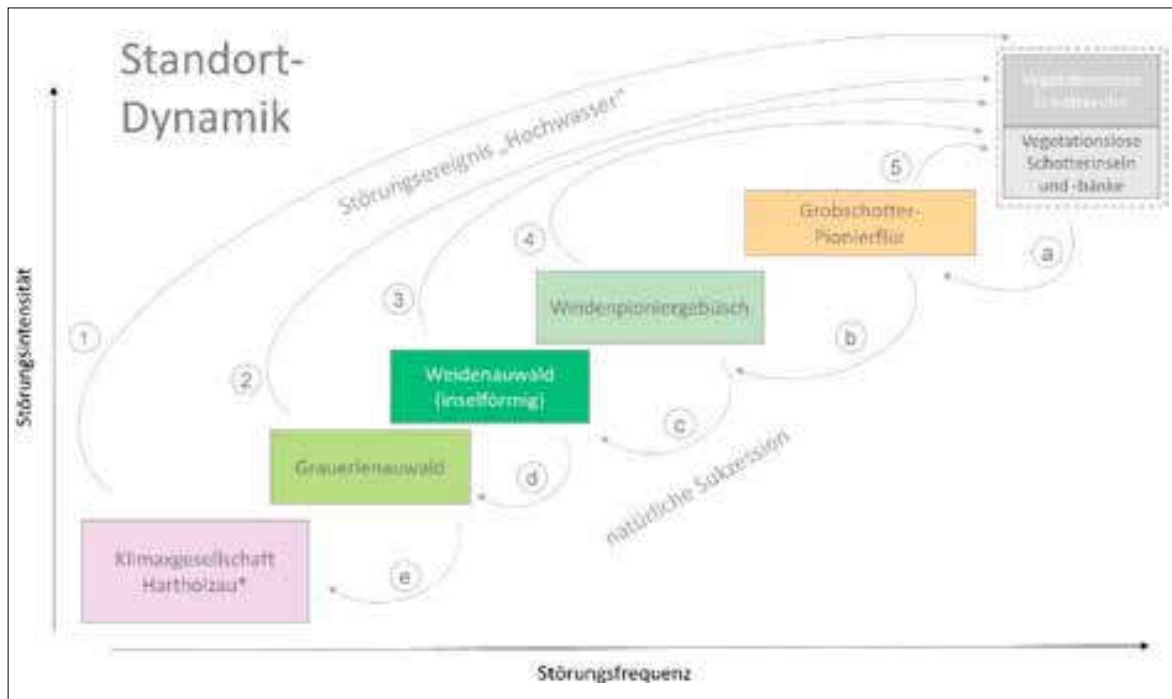 Standort-
Dynamik
Störungsereignis „Hochwasser"
Vegetationslose
Schotterinseln
und -bänke
5
Grobschotter-
Pionierflur
a
4
Weidenpioniergebüsch
b
3
1
2
Weidenauwald
(inselförmig)
c
Grauerlenauwald
d
natürliche Sukzession
Klimaxgesellschaft
Hartholzau*
e
Störungsintensität
Störungsfrequenz